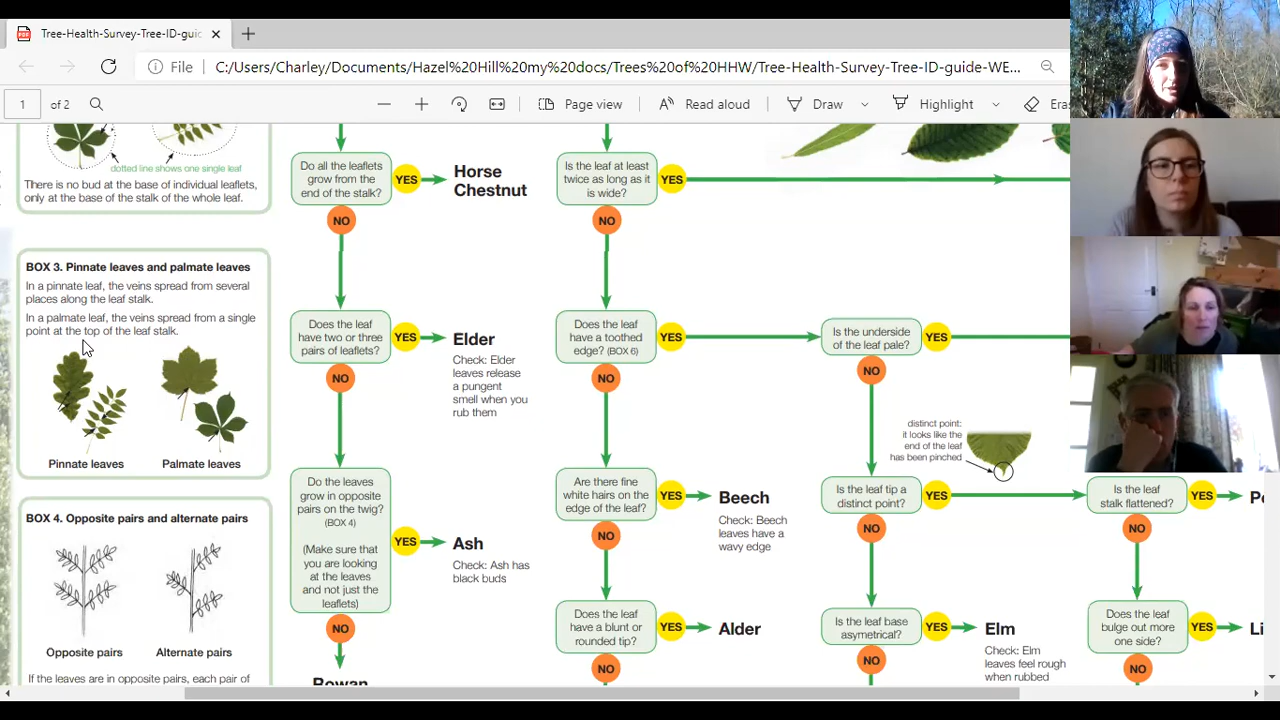 Tree-Health-Survey-Tree-ID-guid
File
C:/Users/Charley/Documents/Hazel%20Hill%20my%20docs/Trees%20of%20HHW/Tree-Health-Survey-Tree-ID-guide-WE...
1
of 2
Page view
Read aloud
Draw
Highlight
Era
dotted line shows one single leaf
There is no bud at the base of individual leaflets,
only at the base of the stalk of the whole leaf.
BOX 3. Pinnate leaves and palmate leaves
In a pinnate leaf, the veins spread from several
places along the leaf stalk.
In a palmate leaf, the veins spread from a single
point at the top of the leaf stalk.
Pinnate leaves
Palmate leaves
BOX 4. Opposite pairs and alternate pairs
Opposite pairs
Alternate pairs
If the leaves are in opposite pairs, each pair of
Do all the leaflets
grow from the
end of the stalk?
YES
Horse
Chestnut
NO
Does the leaf
have two or three
pairs of leaflets?
YES
Elder
Check: Elder
leaves release
a pungent
smell when you
rub them
NO
Do the leaves
grow in opposite
pairs on the twig?
(BOX 4)
(Make sure that
you are looking
at the leaves
and not just the
leaflets)
YES
Ash
Check: Ash has
black buds
NO
Rowan
Is the leaf at least
twice as long as it
is wide?
YES
NO
Does the leaf
have a toothed
edge? (BOX 6)
YES
NO
Are there fine
white hairs on the
edge of the leaf?
YES
Beech
Check: Beech
leaves have a
wavy edge
NO
Does the leaf
have a blunt or
rounded tip?
YES
Alder
NO
Is the underside
of the leaf pale?
YES
NO
distinct point:
it looks like the
end of the leaf
has been pinched
Is the leaf tip a
distinct point?
YES
NO
Is the leaf base
asymetrical?
YES
Elm
Check: Elm
leaves feel rough
when rubbed
NO
Is the leaf
stalk flattened?
YES
Po
NO
Does the leaf
bulge out more
one side?
YES
Li
NO